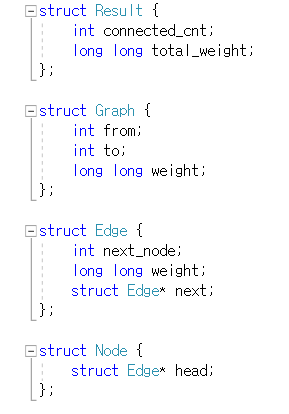 struct Result {
    int connected_cnt;
    long long total_weight;
};

struct Graph {
    int from;
    int to;
    long long weight;
};

struct Edge {
    int next_node;
    long long weight;
    struct Edge* next;
};

struct Node {
    struct Edge* head;
};